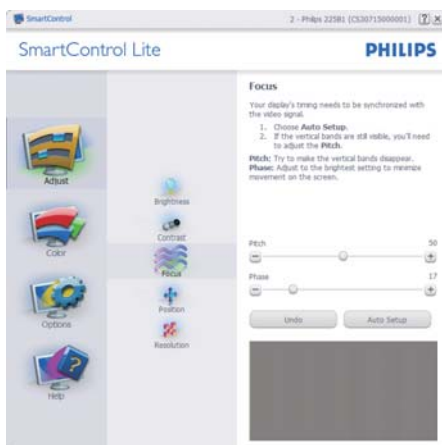 SmartControl
2 - Philips 225B1 (CS30715000001)
SmartControl Lite
PHILIPS
Adjust
Color
Options
Help
Brightness
Contrast
Focus
Position
Resolution
Focus
Your display's timing needs to be synchronized with
the video signal.
1. Choose Auto Setup.
2. If the vertical bands are still visible, you'll need
to adjust the Pitch.
Pitch: Try to make the vertical bands disappear.
Phase: Adjust to the brightest setting to minimize
movement on the screen.
Pitch 50
Phase 17
Undo Auto Setup